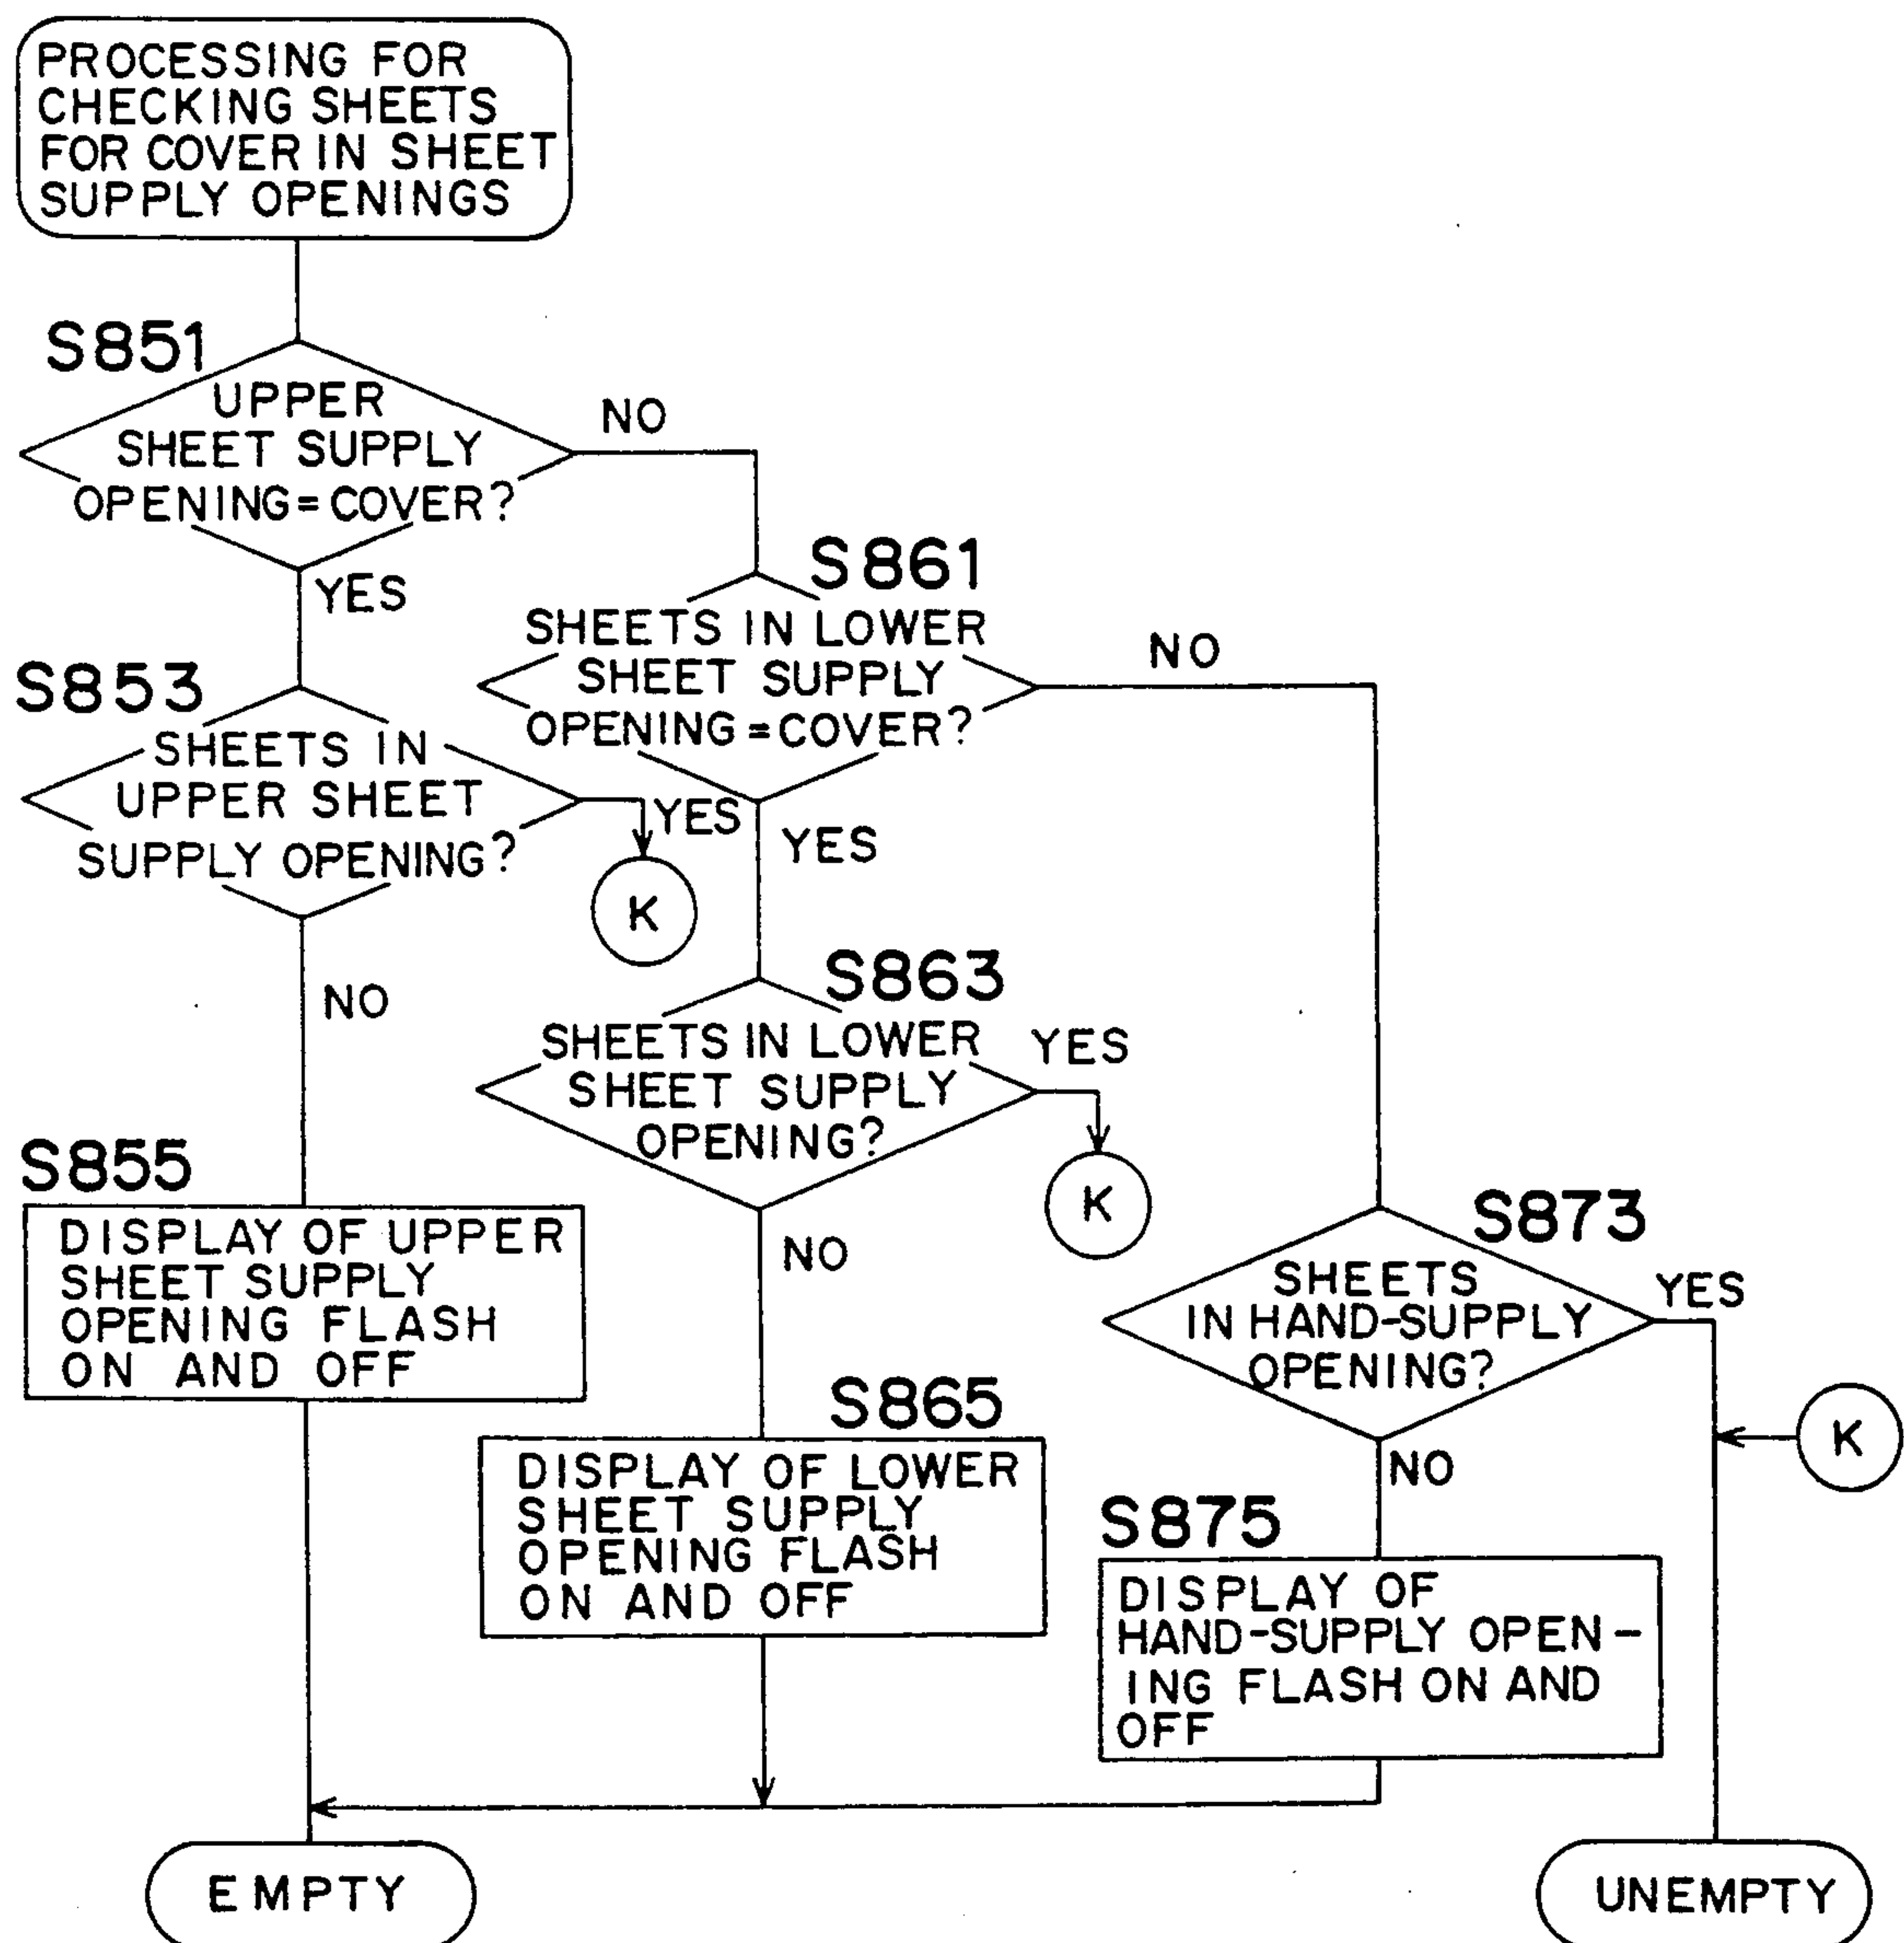 PROCESSING FOR
CHECKING SHEETS
FOR COVER IN SHEET
SUPPLY OPENINGS
S851
UPPER
SHEET SUPPLY
OPENING=COVER?
NO
YES
S861
SHEETS IN LOWER
SHEET SUPPLY
OPENING=COVER?
NO
YES
S853
SHEETS IN
UPPER SHEET
SUPPLY OPENING?
YES
K
NO
S863
SHEETS IN LOWER
SHEET SUPPLY
OPENING?
YES
K
NO
S855
DISPLAY OF UPPER
SHEET SUPPLY
OPENING FLASH
ON AND OFF
S873
SHEETS
IN HAND-SUPPLY
OPENING?
YES
K
NO
S865
DISPLAY OF LOWER
SHEET SUPPLY
OPENING FLASH
ON AND OFF
S875
DISPLAY OF
HAND-SUPPLY OPEN-
ING FLASH ON AND
OFF
EMPTY
UNEMPTY